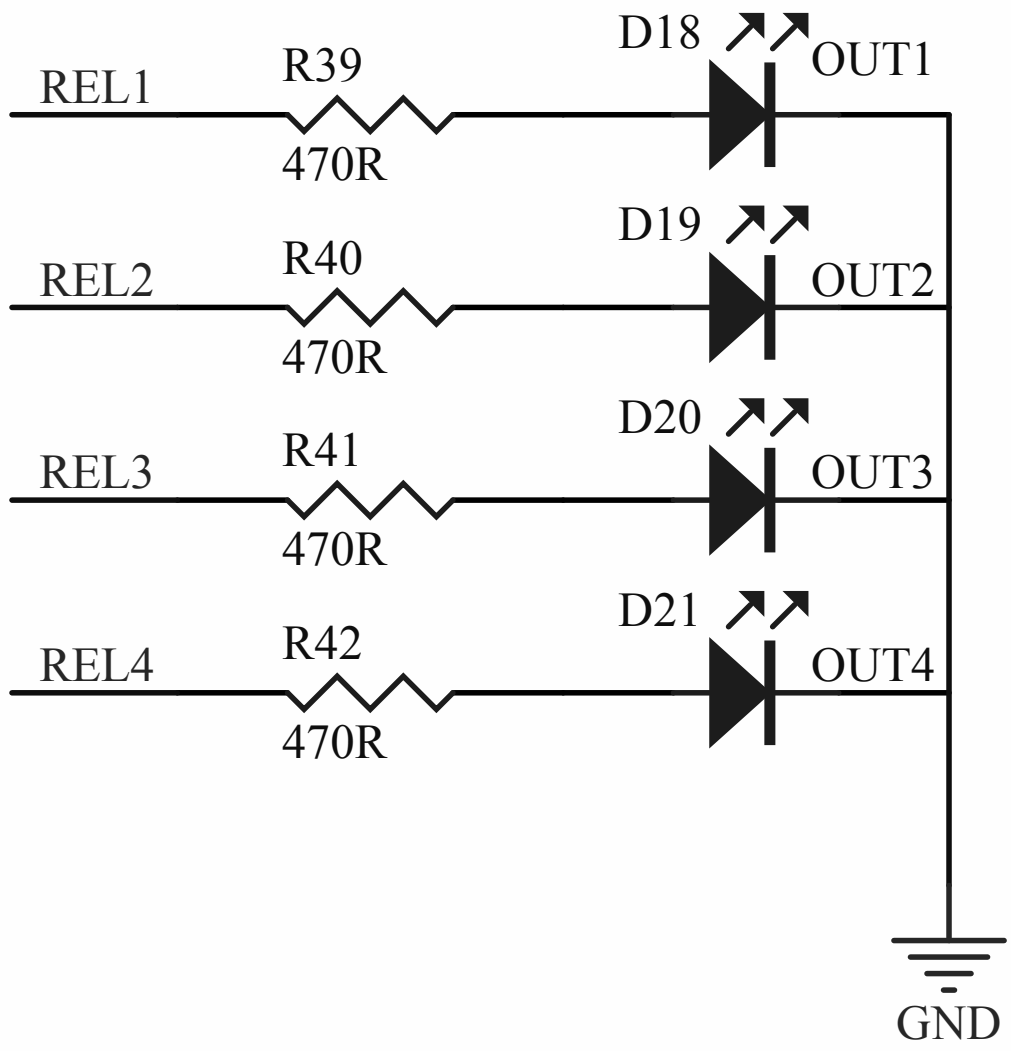 D18
OUT1
R39
REL1
470R
D19
OUT2
R40
REL2
470R
D20
OUT3
R41
REL3
470R
D21
OUT4
R42
REL4
470R
GND